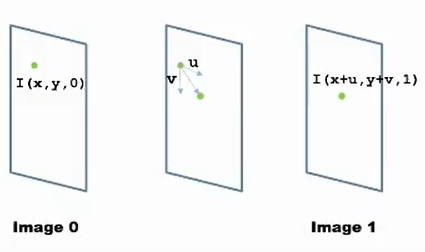 I(x,y,0)
u
v
I(x+u,y+v,1)
Image 0
Image 1